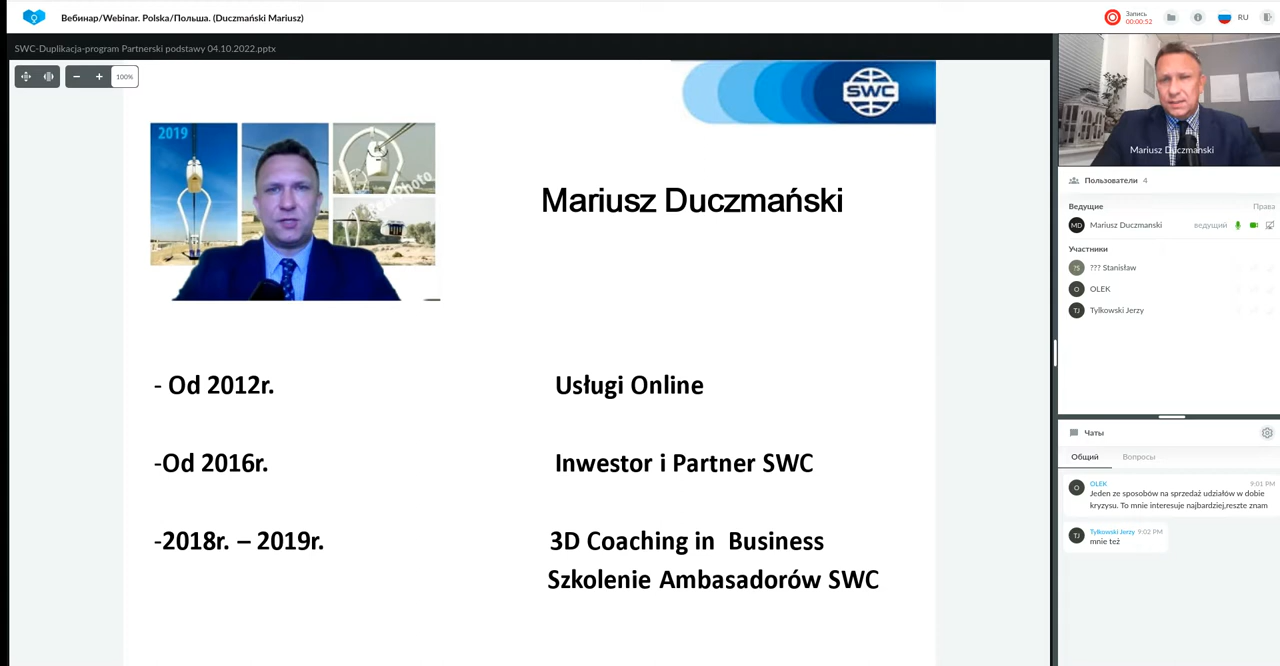 Вебинар/Webinar. Polska/Польша. (Duczmański Mariusz)
Запись
00:00:52
RU
SWC-Duplikacja-program Partnerski podstawy 04.10.2022.pptx
100%
SWC
2019
Mariusz Duczmański
- Od 2012r. Usługi Online
-Od 2016r. Inwestor i Partner SWC
-2018r. – 2019r. 3D Coaching in Business
Szkolenie Ambasadorów SWC
Mariusz Duczmański
Пользователи 4
Ведущие Права
MD Mariusz Duczmanski ведущий
Участники
?S ??? Stanisław
O OLEK
TJ Tylkowski Jerzy
Чаты
Общий Вопросы
O OLEK 9:01 PM
Jeden ze sposobów na sprzedaż udziałów w dobie
kryzysu. To mnie interesuje najbardziej,reszte znam
TJ Tylkowski Jerzy 9:02 PM
mnie też